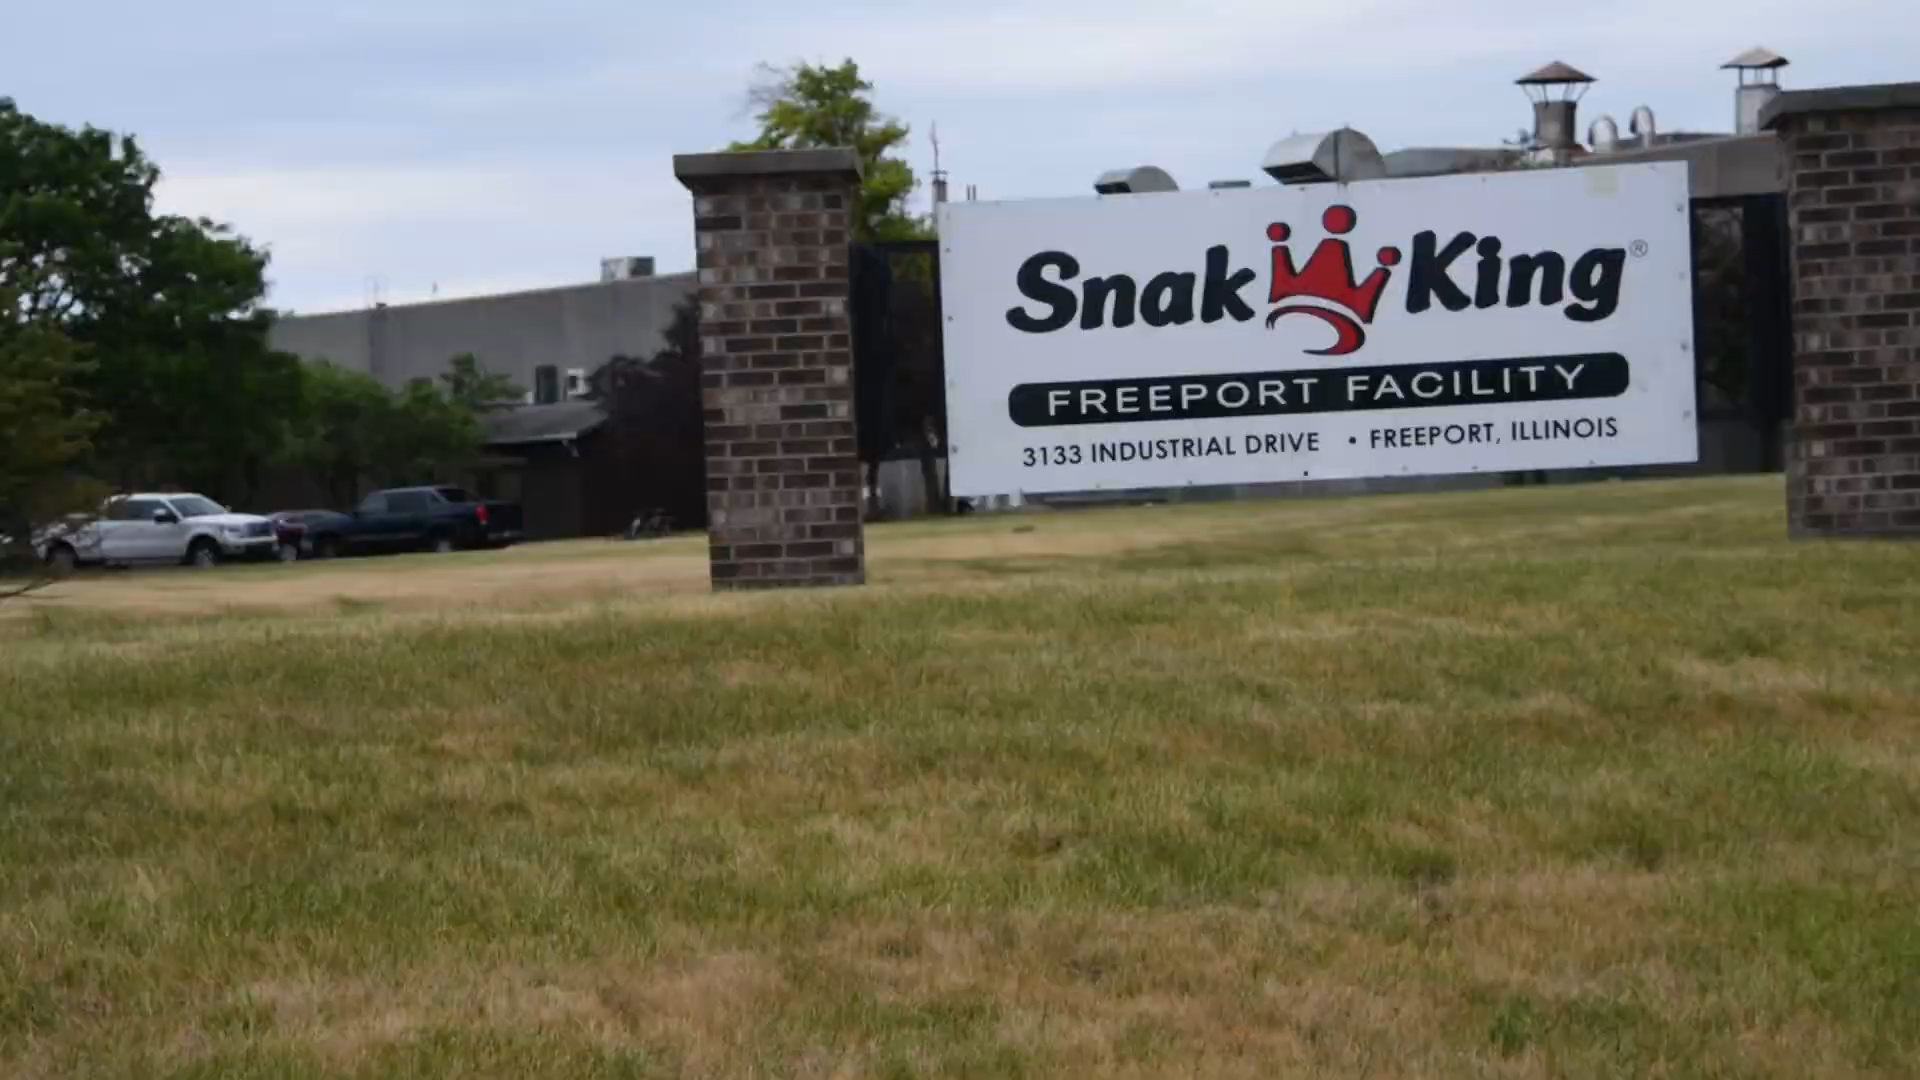 Snak King®
FREEPORT FACILITY
3133 INDUSTRIAL DRIVE • FREEPORT, ILLINOIS